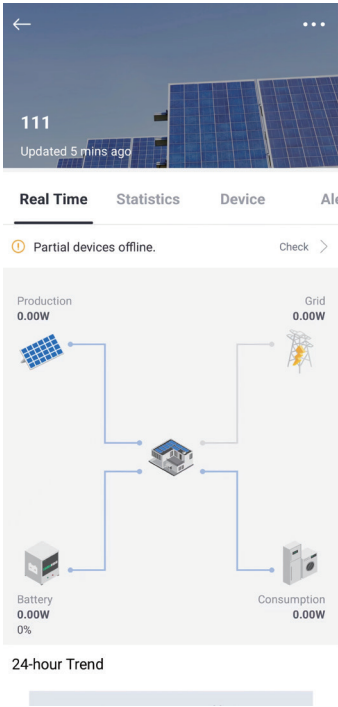 111
Updated 5 mins ago
Real Time Statistics Device
Partial devices offline. Check
Production Grid
0.00W 0.00W
Battery Consumption
0.00W 0.00W
0%
24-hour Trend